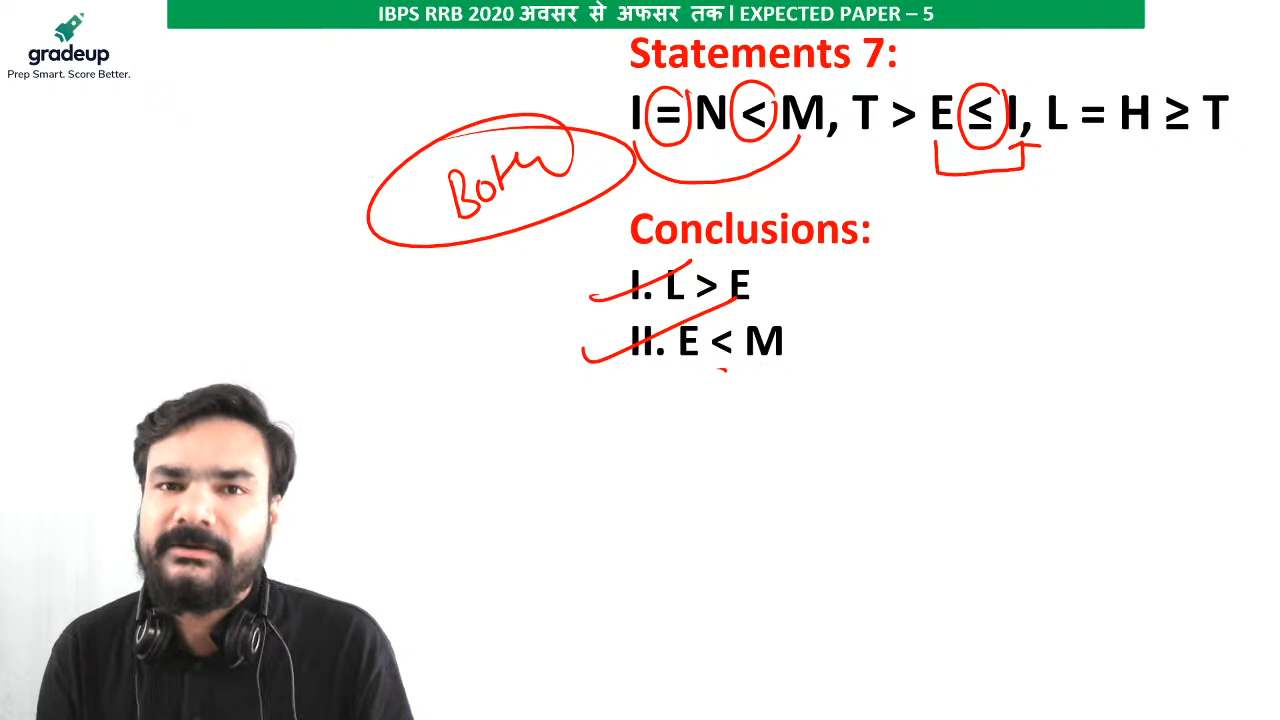 IBPS RRB 2020 अवसर से अफसर तक I EXPECTED PAPER – 5
gradeup
Prep Smart. Score Better.
Statements 7:
I = N < M, T > E ≤ I, L = H ≥ T
Both
Conclusions:
I. L > E
II. E < M